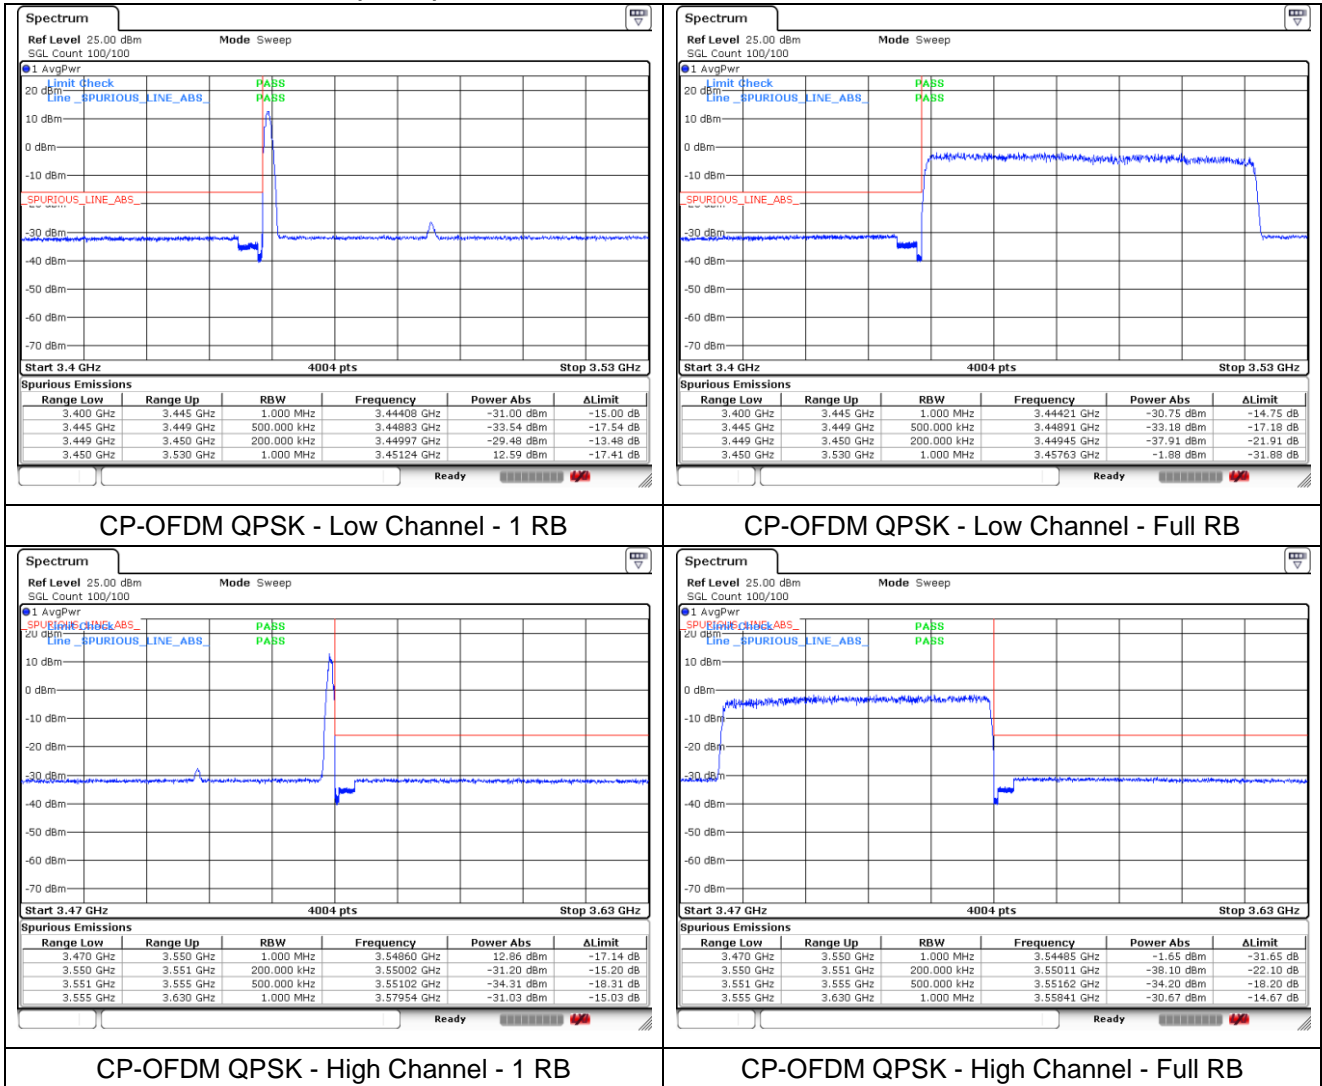 Spectrum
Ref Level 25.00 dBm Mode Sweep
SGL Count 100/100
1 AvgPwr
Limit Check PASS
20 dBm
Line _SPURIOUS_LINE_ABS_ PASS
10 dBm
0 dBm
-10 dBm
_SPURIOUS_LINE_ABS_
-20 dBm
-30 dBm
-40 dBm
-50 dBm
-60 dBm
-70 dBm
Start 3.4 GHz 4004 pts Stop 3.53 GHz
Spurious Emissions
Range Low Range Up RBW Frequency Power Abs ΔLimit
3.400 GHz 3.445 GHz 1.000 MHz 3.44408 GHz -31.00 dBm -15.00 dB
3.445 GHz 3.449 GHz 500.000 kHz 3.44883 GHz -33.54 dBm -17.54 dB
3.449 GHz 3.450 GHz 200.000 kHz 3.44997 GHz -29.48 dBm -13.48 dB
3.450 GHz 3.530 GHz 1.000 MHz 3.45124 GHz 12.59 dBm -17.41 dB
Ready
CP-OFDM QPSK - Low Channel - 1 RB
Spectrum
Ref Level 25.00 dBm Mode Sweep
SGL Count 100/100
1 AvgPwr
Limit Check PASS
20 dBm
Line _SPURIOUS_LINE_ABS_ PASS
10 dBm
0 dBm
-10 dBm
_SPURIOUS_LINE_ABS_
-20 dBm
-30 dBm
-40 dBm
-50 dBm
-60 dBm
-70 dBm
Start 3.4 GHz 4004 pts Stop 3.53 GHz
Spurious Emissions
Range Low Range Up RBW Frequency Power Abs ΔLimit
3.400 GHz 3.445 GHz 1.000 MHz 3.44421 GHz -30.75 dBm -14.75 dB
3.445 GHz 3.449 GHz 500.000 kHz 3.44891 GHz -33.18 dBm -17.18 dB
3.449 GHz 3.450 GHz 200.000 kHz 3.44945 GHz -37.91 dBm -21.91 dB
3.450 GHz 3.530 GHz 1.000 MHz 3.45763 GHz -1.88 dBm -31.88 dB
Ready
CP-OFDM QPSK - Low Channel - Full RB
Spectrum
Ref Level 25.00 dBm Mode Sweep
SGL Count 100/100
1 AvgPwr
_SPURIOUS_LINE_ABS_
Limit Check PASS
20 dBm
Line _SPURIOUS_LINE_ABS_ PASS
10 dBm
0 dBm
-10 dBm
-20 dBm
-30 dBm
-40 dBm
-50 dBm
-60 dBm
-70 dBm
Start 3.47 GHz 4004 pts Stop 3.63 GHz
Spurious Emissions
Range Low Range Up RBW Frequency Power Abs ΔLimit
3.470 GHz 3.550 GHz 1.000 MHz 3.54860 GHz 12.86 dBm -17.14 dB
3.550 GHz 3.551 GHz 200.000 kHz 3.55002 GHz -31.20 dBm -15.20 dB
3.551 GHz 3.555 GHz 500.000 kHz 3.55102 GHz -34.31 dBm -18.31 dB
3.555 GHz 3.630 GHz 1.000 MHz 3.57954 GHz -31.03 dBm -15.03 dB
Ready
CP-OFDM QPSK - High Channel - 1 RB
Spectrum
Ref Level 25.00 dBm Mode Sweep
SGL Count 100/100
1 AvgPwr
_SPURIOUS_LINE_ABS_
Limit Check PASS
20 dBm
Line _SPURIOUS_LINE_ABS_ PASS
10 dBm
0 dBm
-10 dBm
-20 dBm
-30 dBm
-40 dBm
-50 dBm
-60 dBm
-70 dBm
Start 3.47 GHz 4004 pts Stop 3.63 GHz
Spurious Emissions
Range Low Range Up RBW Frequency Power Abs ΔLimit
3.470 GHz 3.550 GHz 1.000 MHz 3.54485 GHz -1.65 dBm -31.65 dB
3.550 GHz 3.551 GHz 200.000 kHz 3.55011 GHz -38.10 dBm -22.10 dB
3.551 GHz 3.555 GHz 500.000 kHz 3.55162 GHz -34.20 dBm -18.20 dB
3.555 GHz 3.630 GHz 1.000 MHz 3.55841 GHz -30.67 dBm -14.67 dB
Ready
CP-OFDM QPSK - High Channel - Full RB